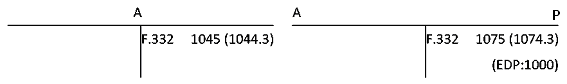 A
F.332 1045 (1044.3)
A P
F.332 1075 (1074.3)
(EDP:1000)